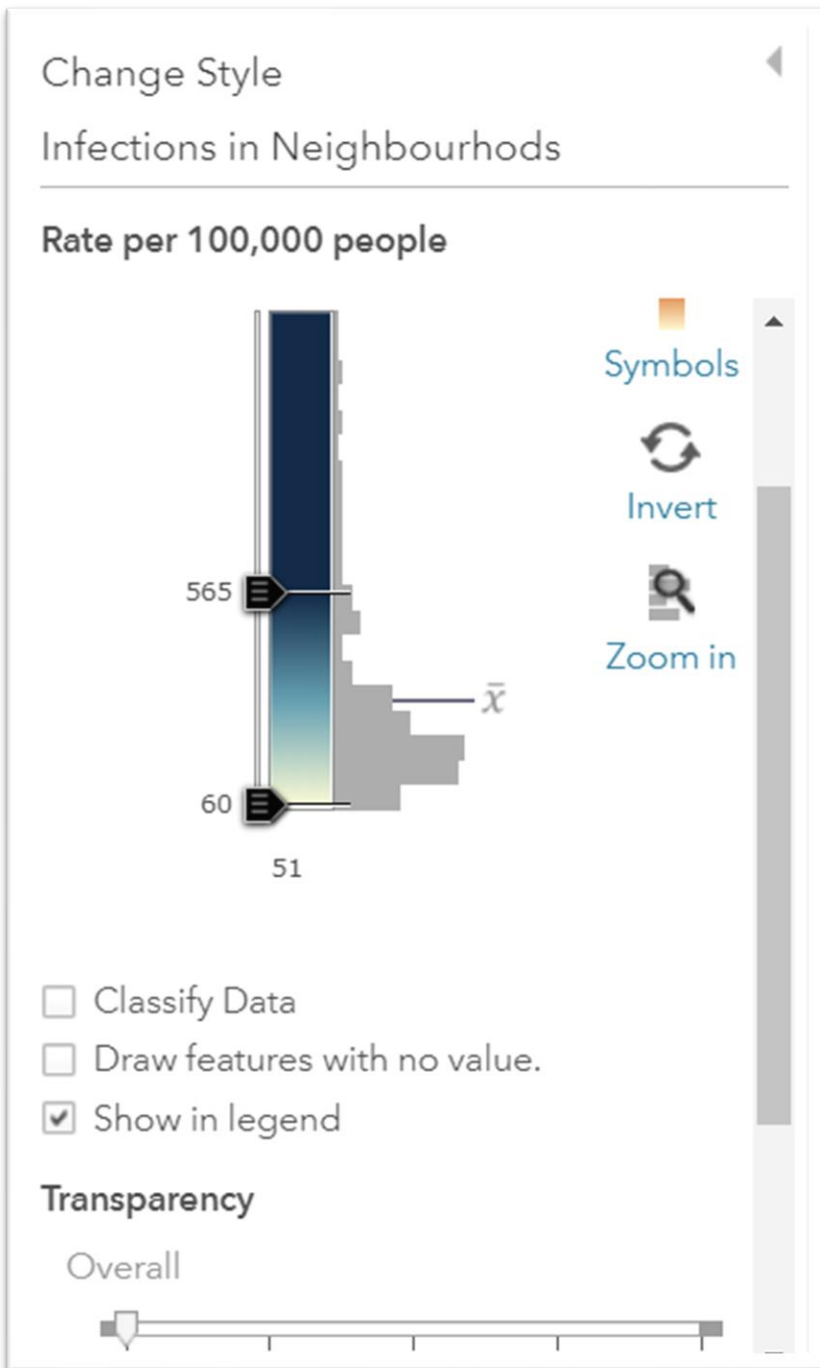 Change Style
Infections in Neighbourhods
Rate per 100,000 people
Symbols
Invert
565
Zoom in
x̄
60
51
Classify Data
Draw features with no value.
Show in legend
Transparency
Overall